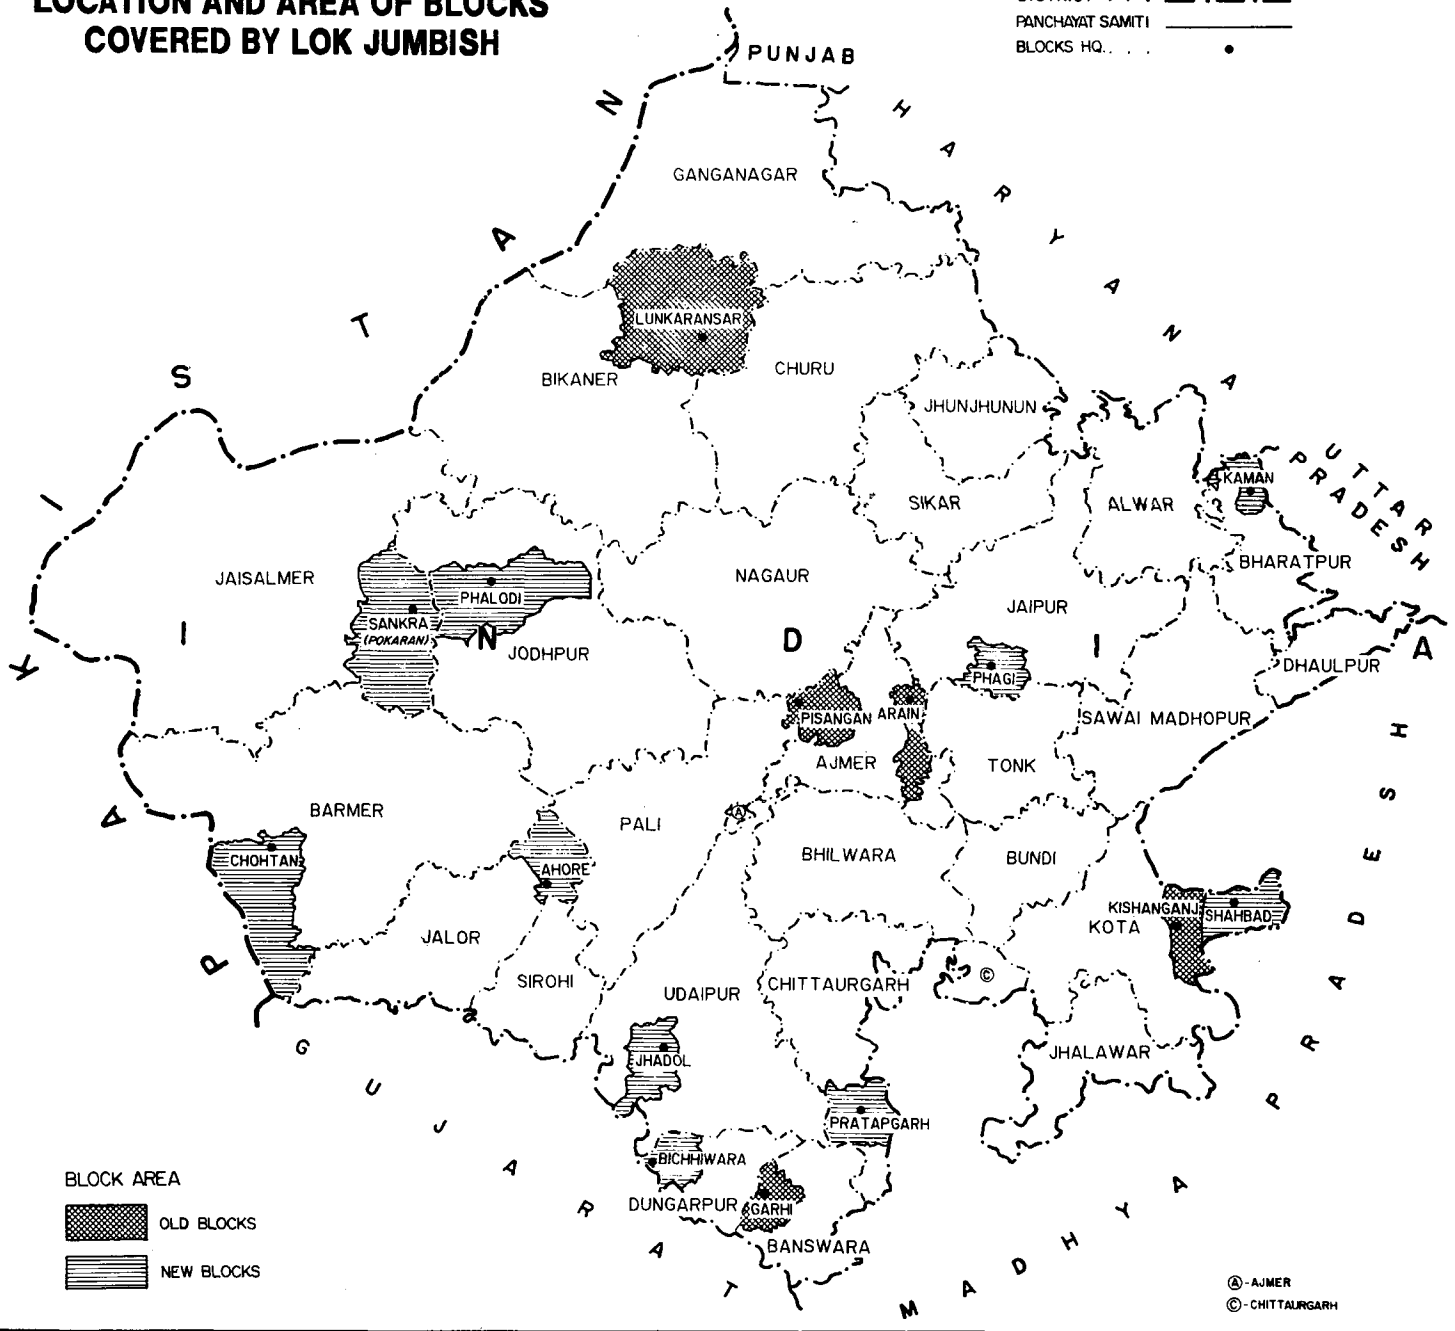 LOCATION AND AREA OF BLOCKS
COVERED BY LOK JUMBISH
PANCHAYAT SAMITI
BLOCKS HQ. . . .
PUNJAB
HARYANA
UTTAR
PRADESH
PAKISTAN
INDIA
GANGANAGAR
LUNKARANSAR
BIKANER
CHURU
JHUNJHUNUN
SIKAR
ALWAR
KAMAN
BHARATPUR
JAISALMER
PHALODI
SANKRA
(POKARAN)
JODHPUR
NAGAUR
JAIPUR
PHAGI
DHAULPUR
PISANGAN
ARAIN
SAWAI MADHOPUR
AJMER
TONK
BARMER
PALI
A
CHOHTAN
AHORE
BHILWARA
BUNDI
KISHANGANJ
SHAHBAD
KOTA
JALOR
SIROHI
UDAIPUR
CHITTAURGARH
C
JHADOL
JHALAWAR
PRATAPGARH
BICHHIWARA
DUNGARPUR
GARHI
BANSWARA
GUJARAT
MADHYA PRADESH
BLOCK AREA
OLD BLOCKS
NEW BLOCKS
A-AJMER
C-CHITTAURGARH